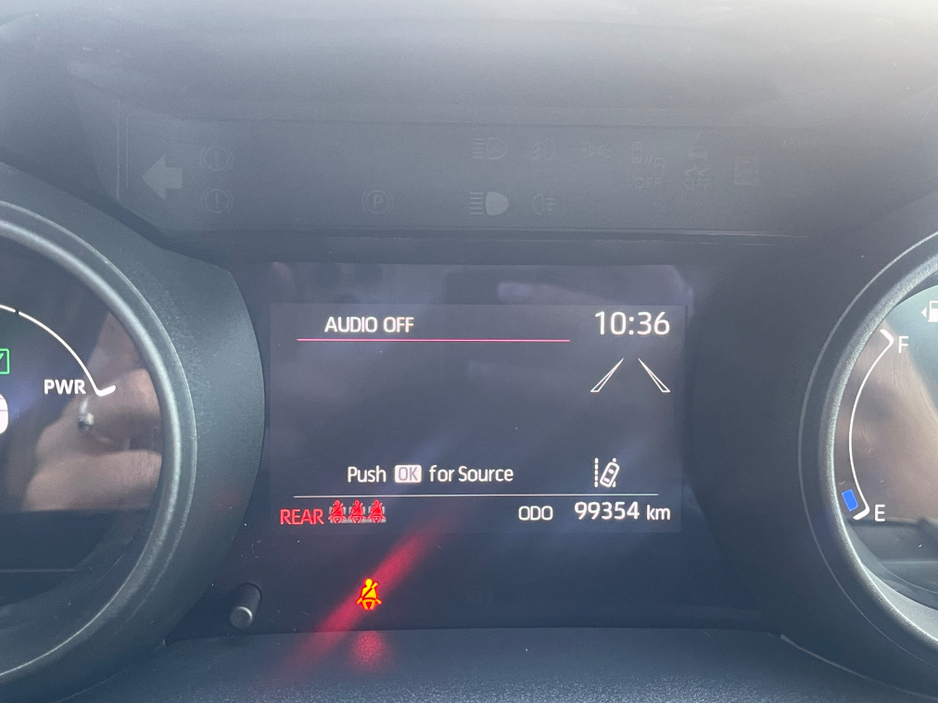 AUDIO OFF
10:36
PWR
F
Push OK for Source
REAR
ODO 99354 km
E